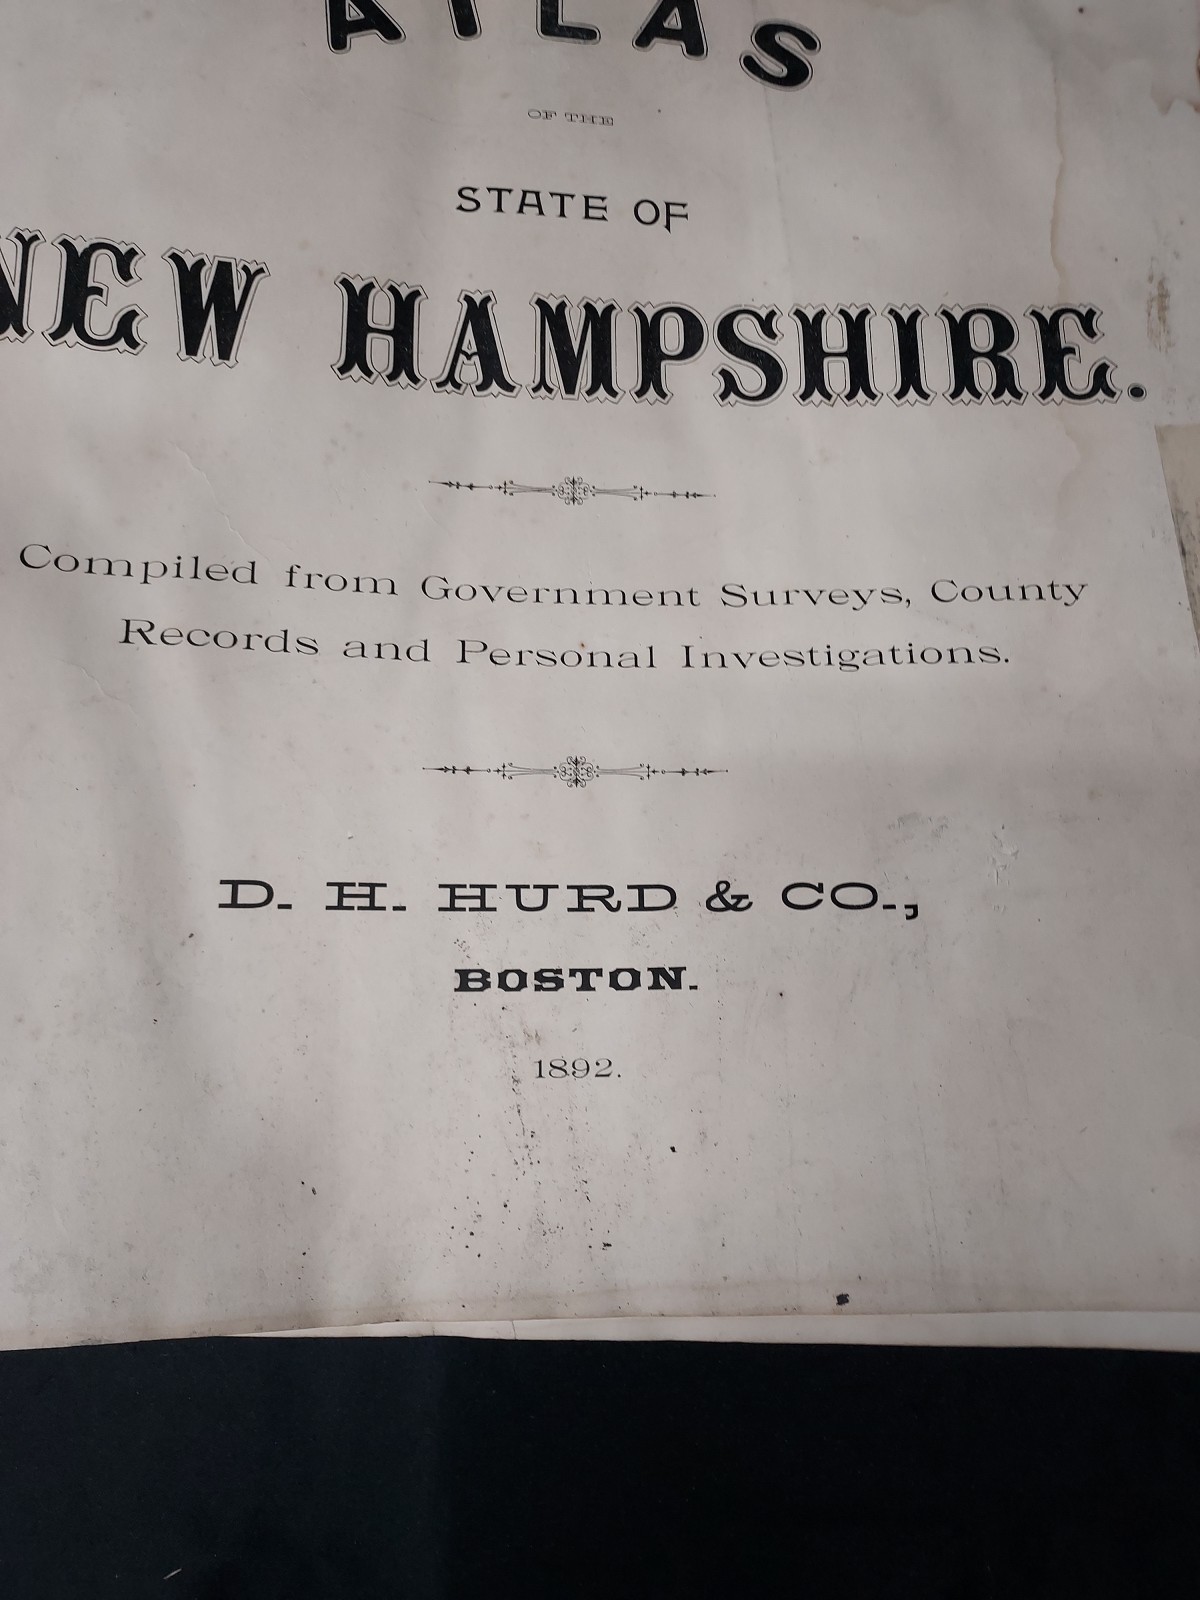 ATLAS
OF THE
STATE OF
NEW HAMPSHIRE.
Compiled from Government Surveys, County
Records and Personal Investigations.
D. H. HURD & CO.,
BOSTON.
1892.